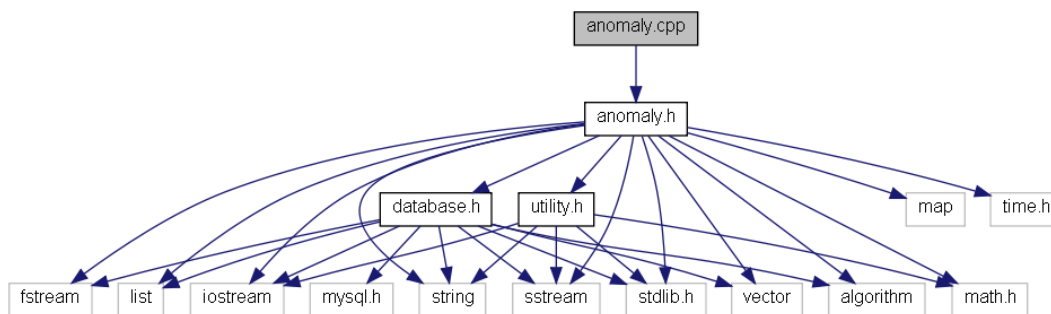 anomaly.cpp
anomaly.h
database.h
utility.h
map
time.h
fstream
list
iostream
mysql.h
string
sstream
stdlib.h
vector
algorithm
math.h